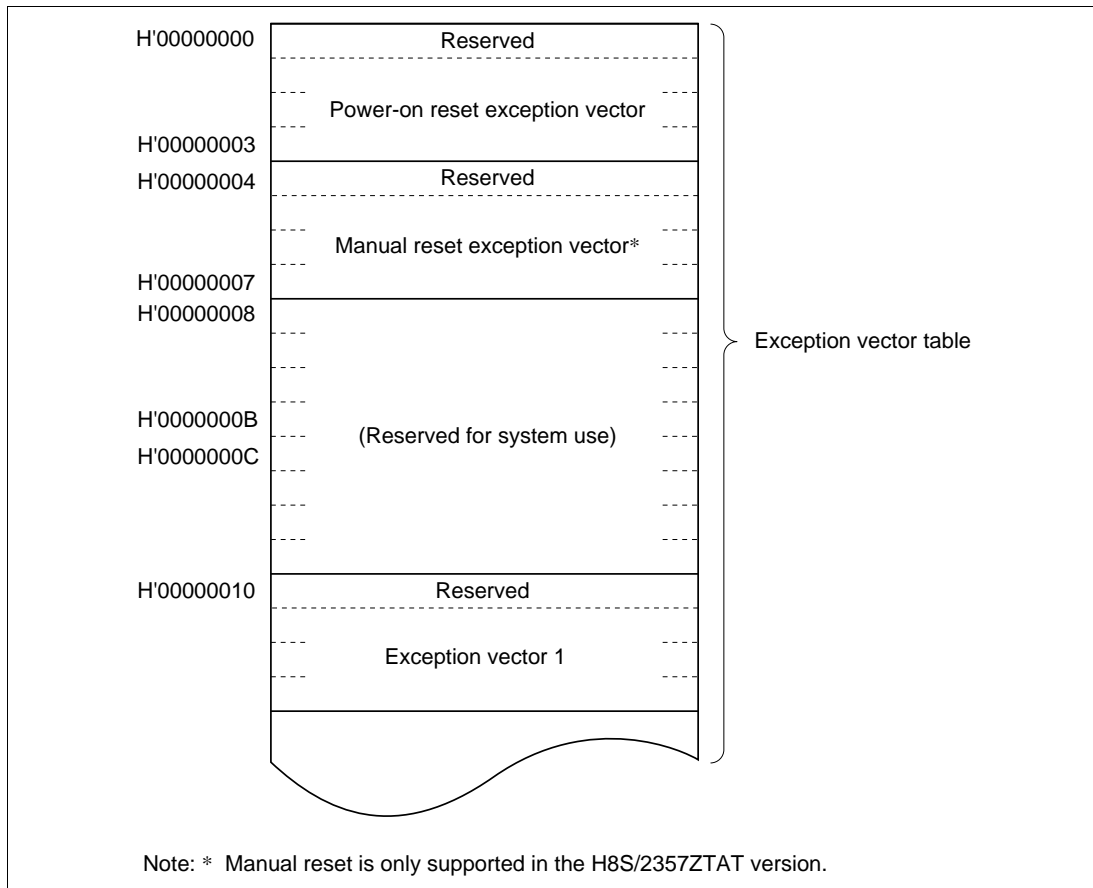 H'00000000
Reserved
Power-on reset exception vector
H'00000003
H'00000004
Reserved
Manual reset exception vector*
H'00000007
H'00000008
Exception vector table
H'0000000B
(Reserved for system use)
H'0000000C
H'00000010
Reserved
Exception vector 1
Note: * Manual reset is only supported in the H8S/2357ZTAT version.